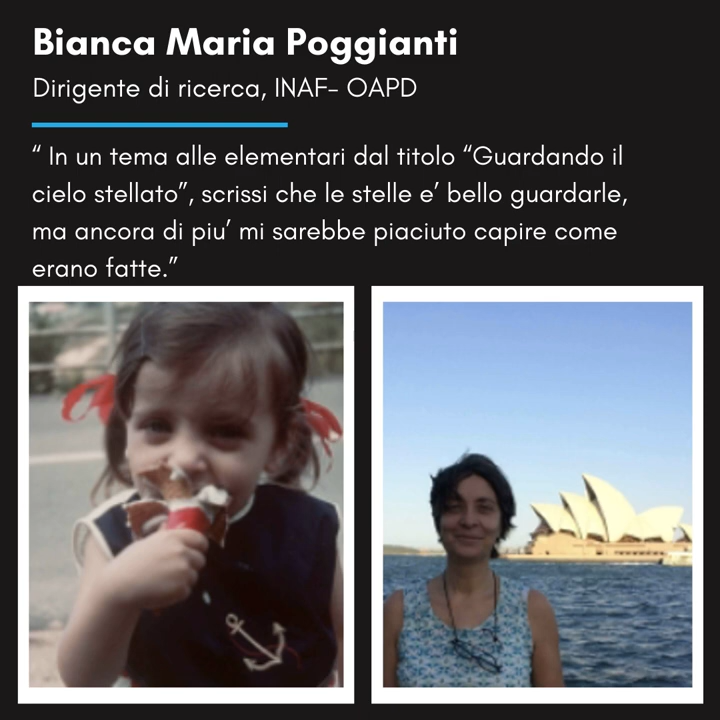 Bianca Maria Poggianti
Dirigente di ricerca, INAF- OAPD
“ In un tema alle elementari dal titolo “Guardando il
cielo stellato”, scrissi che le stelle e’ bello guardarle,
ma ancora di piu’ mi sarebbe piaciuto capire come
erano fatte.”